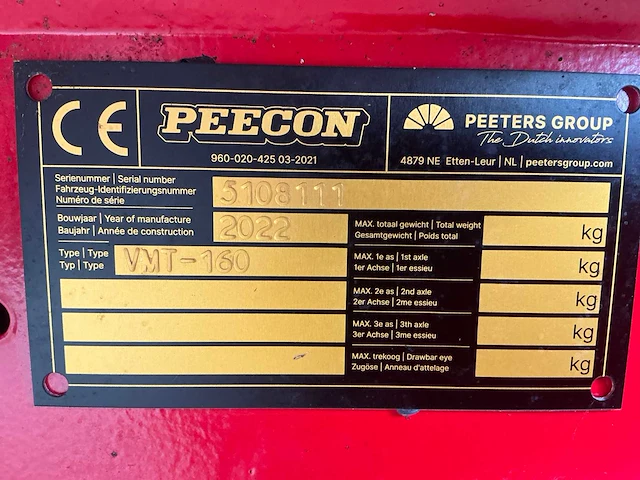 CE
PEECON
960-020-425 03-2021
PEETERS GROUP
The Dutch innovators
4879 NE Etten-Leur | NL | peetersgroup.com
Serienummer | Serial number
Fahrzeug-Identifizierungsnummer
Numéro de série
5108111
Bouwjaar | Year of manufacture
Baujahr | Année de construction
2022
Type | Type
Typ | Type
VMT-160
MAX. totaal gewicht | Total weight
Gesamtgewicht | Poids total
kg
MAX. 1e as | 1st axle
1er Achse | 1er essieu
kg
MAX. 2e as | 2nd axle
2er Achse | 2me essieu
kg
MAX. 3e as | 3th axle
3er Achse | 3me essieu
kg
MAX. trekoog | Drawbar eye
Zugöse | Anneau d'attelage
kg